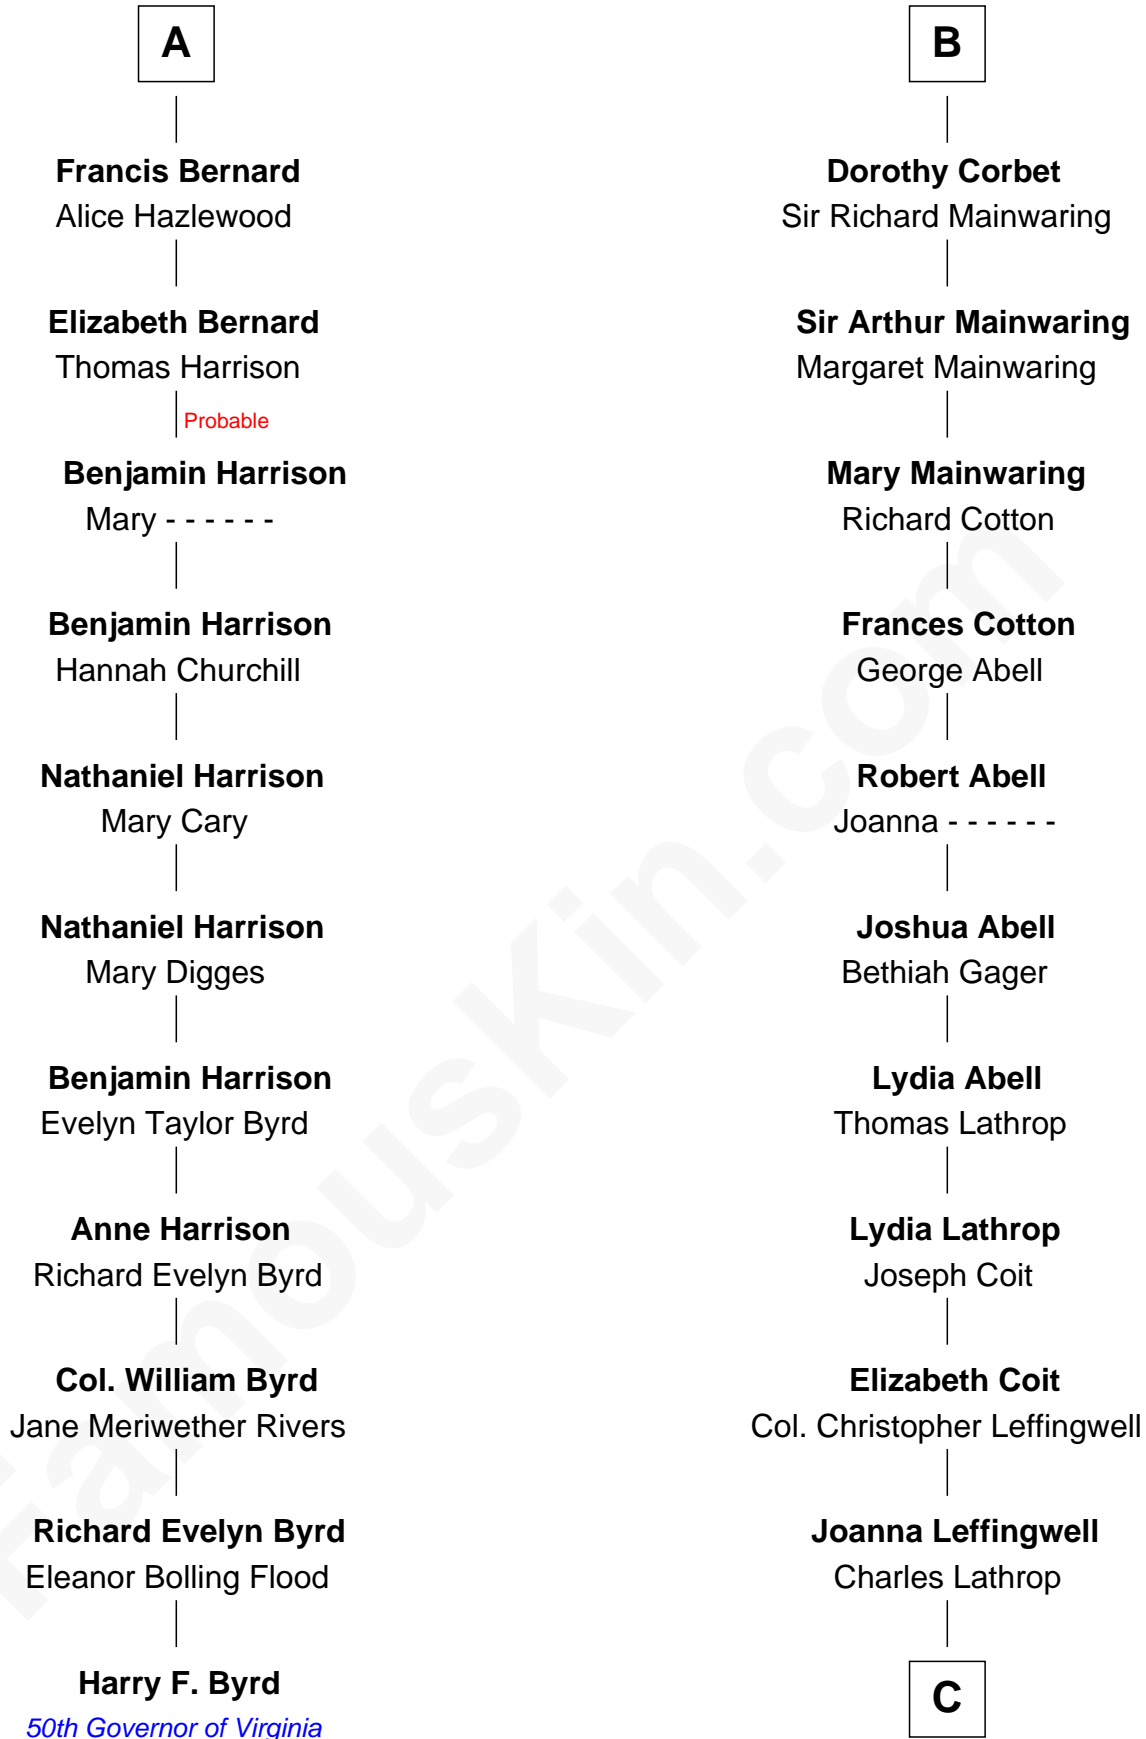 A
Francis Bernard
Alice Hazlewood
Elizabeth Bernard
Thomas Harrison
Probable
Benjamin Harrison
Mary - - - - - -
Benjamin Harrison
Hannah Churchill
Nathaniel Harrison
Mary Cary
Nathaniel Harrison
Mary Digges
Benjamin Harrison
Evelyn Taylor Byrd
Anne Harrison
Richard Evelyn Byrd
Col. William Byrd
Jane Meriwether Rivers
Richard Evelyn Byrd
Eleanor Bolling Flood
Harry F. Byrd
50th Governor of Virginia
B
Dorothy Corbet
Sir Richard Mainwaring
Sir Arthur Mainwaring
Margaret Mainwaring
Mary Mainwaring
Richard Cotton
Frances Cotton
George Abell
Robert Abell
Joanna - - - - - -
Joshua Abell
Bethiah Gager
Lydia Abell
Thomas Lathrop
Lydia Lathrop
Joseph Coit
Elizabeth Coit
Col. Christopher Leffingwell
Joanna Leffingwell
Charles Lathrop
C
FamousKin.com